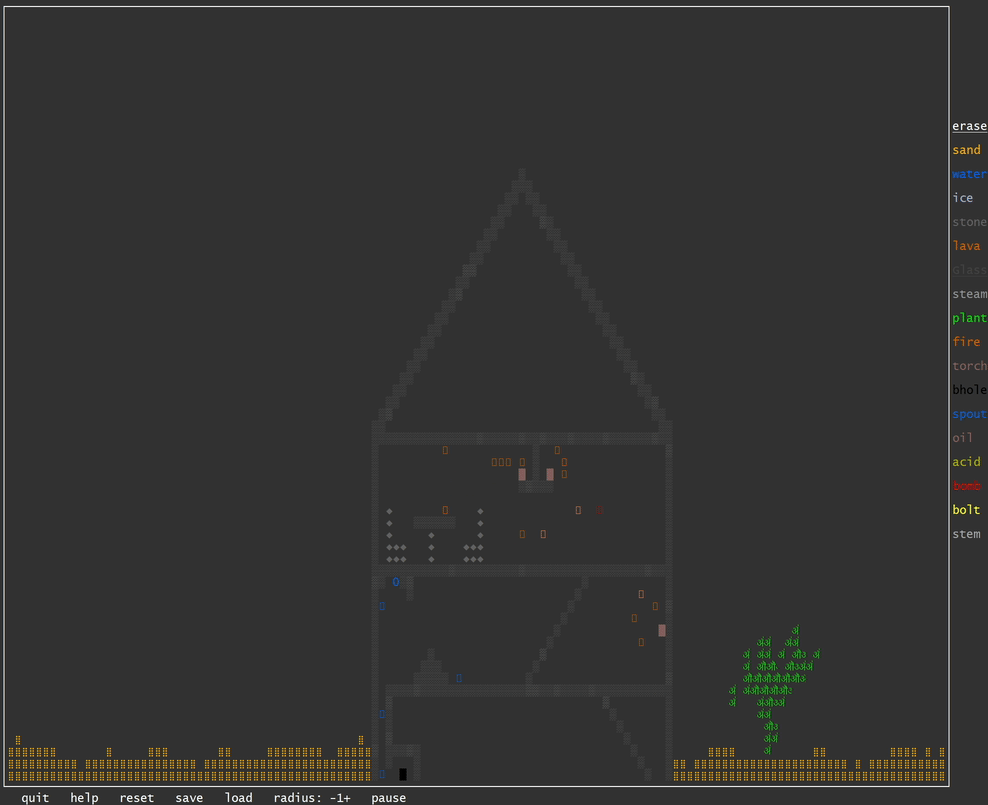 erase
sand
water
ice
stone
lava
Glass
steam
plant
fire
torch
bhole
spout
oil
acid
bomb
bolt
stem
quit help reset save load radius: -1+ pause